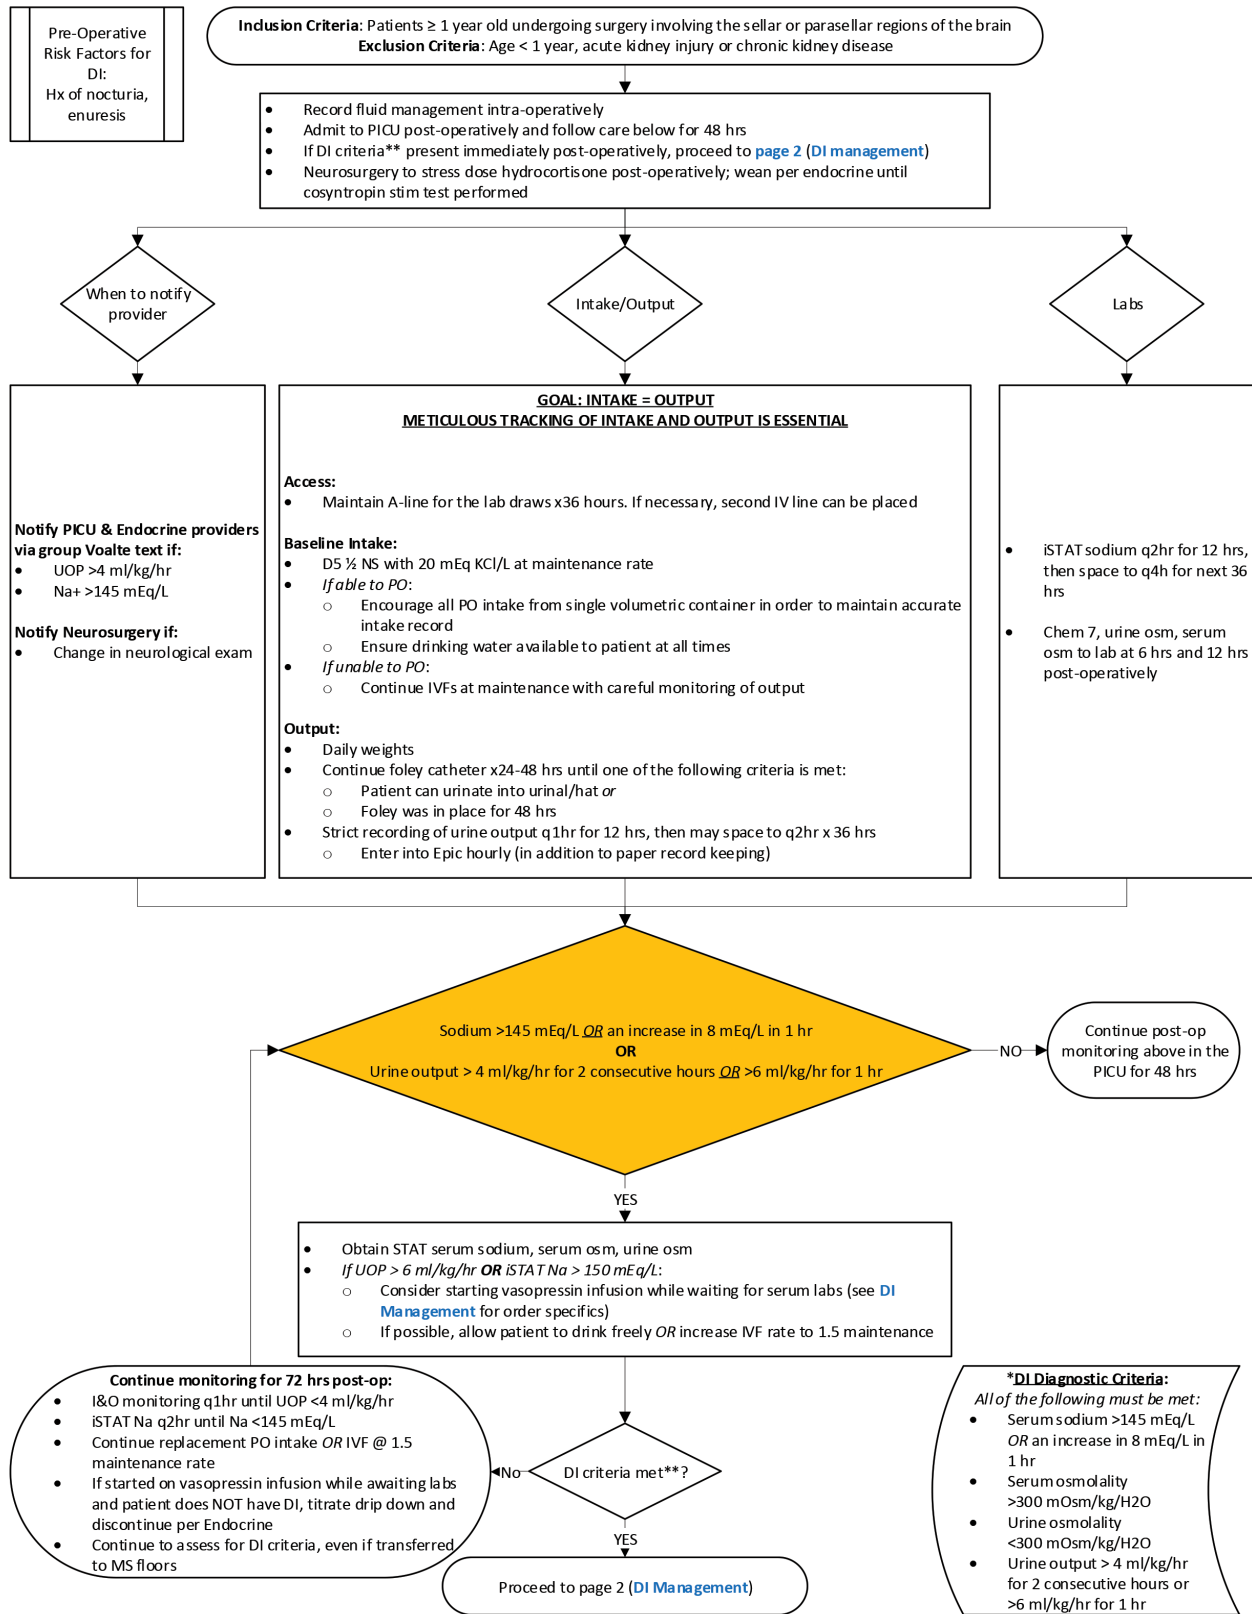 Pre-Operative
Risk Factors for
DI:
Hx of nocturia,
enuresis
Inclusion Criteria: Patients ≥ 1 year old undergoing surgery involving the sellar or parasellar regions of the brain
Exclusion Criteria: Age < 1 year, acute kidney injury or chronic kidney disease
• Record fluid management intra-operatively
• Admit to PICU post-operatively and follow care below for 48 hrs
• If DI criteria** present immediately post-operatively, proceed to page 2 (DI management)
• Neurosurgery to stress dose hydrocortisone post-operatively; wean per endocrine until
cosyntropin stim test performed
When to notify
provider
Intake/Output
Labs
Notify PICU & Endocrine providers
via group Voalte text if:
• UOP >4 ml/kg/hr
• Na+ >145 mEq/L
Notify Neurosurgery if:
• Change in neurological exam
GOAL: INTAKE = OUTPUT
METICULOUS TRACKING OF INTAKE AND OUTPUT IS ESSENTIAL
Access:
• Maintain A-line for the lab draws x36 hours. If necessary, second IV line can be placed
Baseline Intake:
• D5 ½ NS with 20 mEq KCl/L at maintenance rate
• If able to PO:
○ Encourage all PO intake from single volumetric container in order to maintain accurate
intake record
○ Ensure drinking water available to patient at all times
• If unable to PO:
○ Continue IVFs at maintenance with careful monitoring of output
Output:
• Daily weights
• Continue foley catheter x24-48 hrs until one of the following criteria is met:
○ Patient can urinate into urinal/hat or
○ Foley was in place for 48 hrs
• Strict recording of urine output q1hr for 12 hrs, then may space to q2hr x 36 hrs
○ Enter into Epic hourly (in addition to paper record keeping)
• iSTAT sodium q2hr for 12 hrs,
then space to q4h for next 36
hrs
• Chem 7, urine osm, serum
osm to lab at 6 hrs and 12 hrs
post-operatively
Sodium >145 mEq/L OR an increase in 8 mEq/L in 1 hr
OR
Urine output > 4 ml/kg/hr for 2 consecutive hours OR >6 ml/kg/hr for 1 hr
NO
Continue post-op
monitoring above in the
PICU for 48 hrs
YES
• Obtain STAT serum sodium, serum osm, urine osm
• If UOP > 6 ml/kg/hr OR iSTAT Na > 150 mEq/L:
○ Consider starting vasopressin infusion while waiting for serum labs (see DI
Management for order specifics)
○ If possible, allow patient to drink freely OR increase IVF rate to 1.5 maintenance
Continue monitoring for 72 hrs post-op:
• I&O monitoring q1hr until UOP <4 ml/kg/hr
• iSTAT Na q2hr until Na <145 mEq/L
• Continue replacement PO intake OR IVF @ 1.5
maintenance rate
• If started on vasopressin infusion while awaiting labs
and patient does NOT have DI, titrate drip down and
discontinue per Endocrine
• Continue to assess for DI criteria, even if transferred
to MS floors
No
DI criteria met**?
YES
Proceed to page 2 (DI Management)
*DI Diagnostic Criteria:
All of the following must be met:
• Serum sodium >145 mEq/L
OR an increase in 8 mEq/L in
1 hr
• Serum osmolality
>300 mOsm/kg/H2O
• Urine osmolality
<300 mOsm/kg/H2O
• Urine output > 4 ml/kg/hr
for 2 consecutive hours or
>6 ml/kg/hr for 1 hr